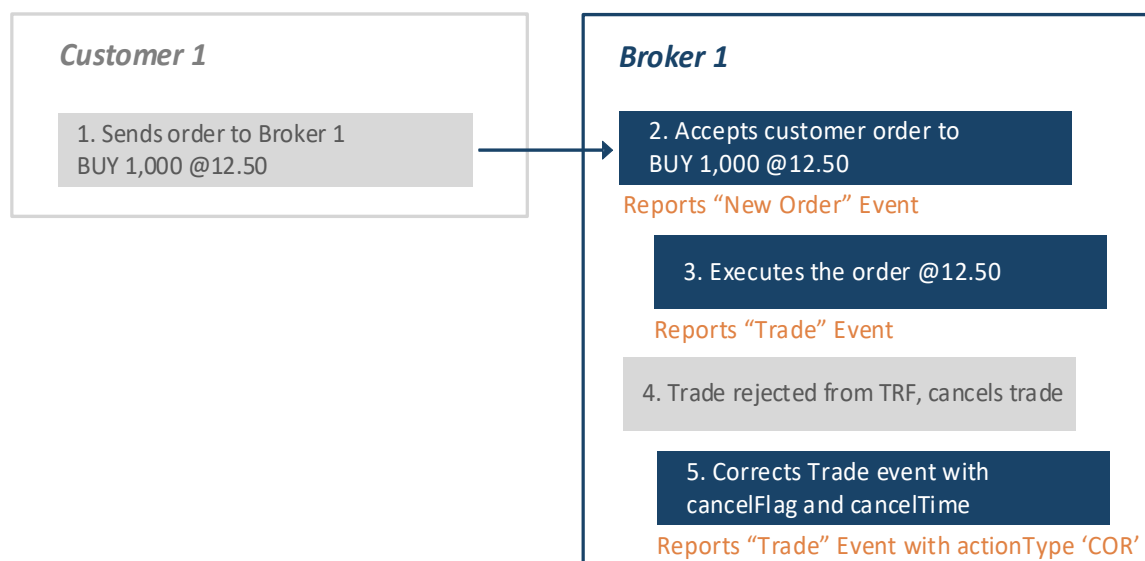 Customer 1
1. Sends order to Broker 1
BUY 1,000 @12.50
Broker 1
2. Accepts customer order to
BUY 1,000 @12.50
Reports “New Order” Event
3. Executes the order @12.50
Reports “Trade” Event
4. Trade rejected from TRF, cancels trade
5. Corrects Trade event with
cancelFlag and cancelTime
Reports “Trade” Event with actionType ‘COR’